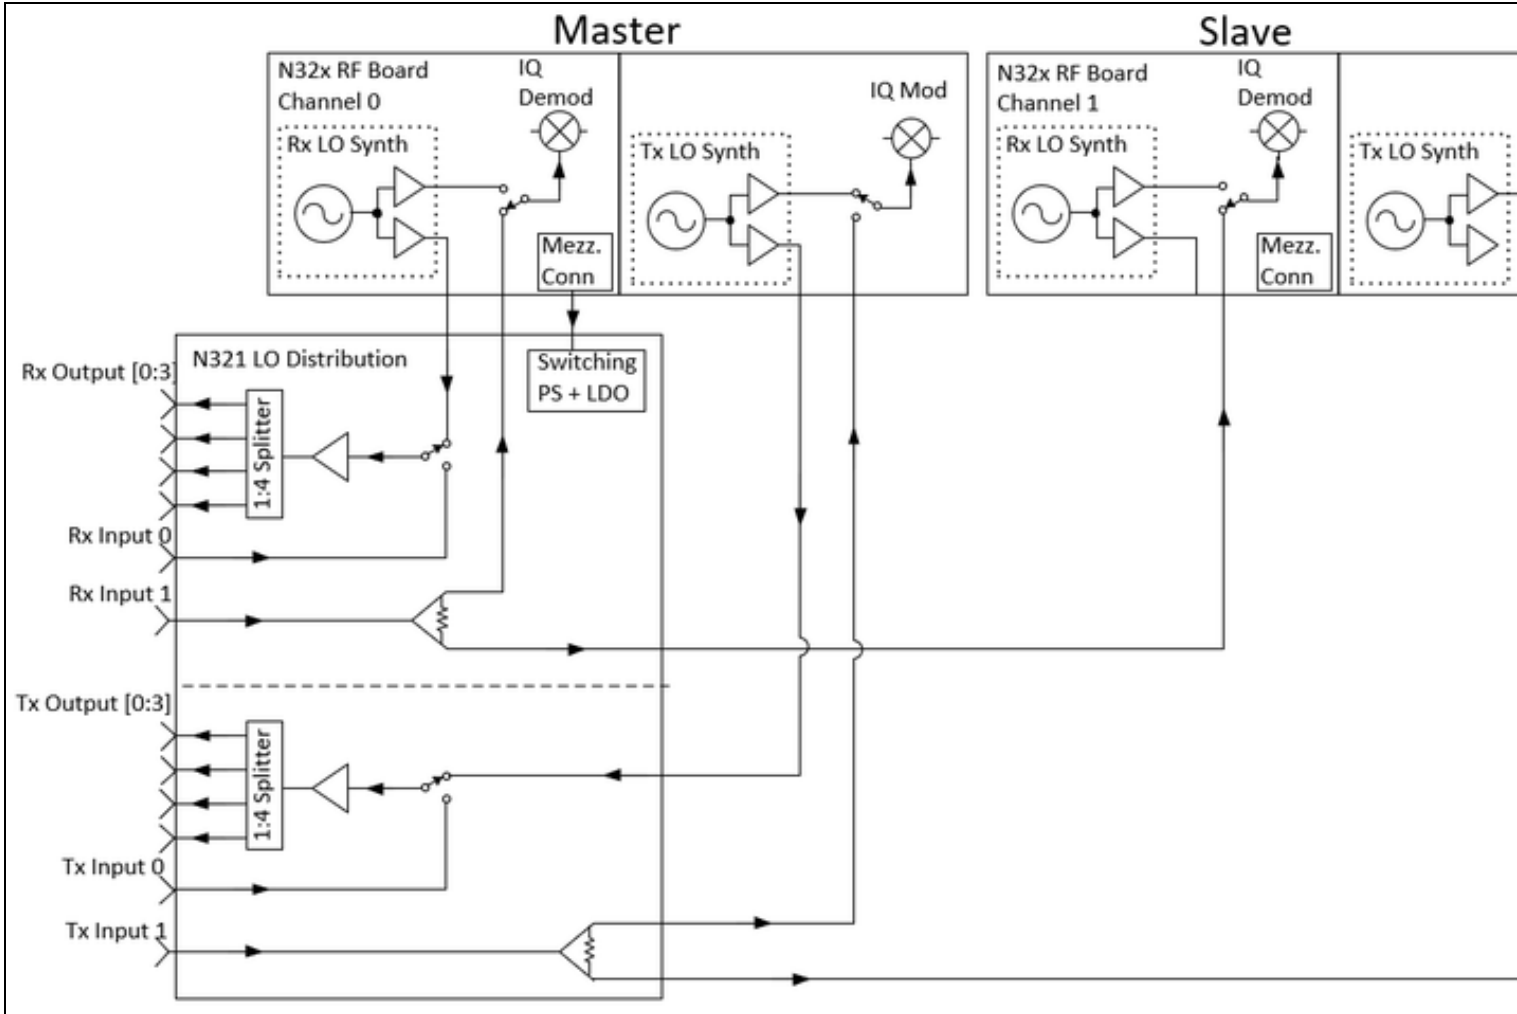 Master
Slave
N32x RF Board
Channel 0
IQ
Demod
Rx LO Synth
Mezz.
Conn
Tx LO Synth
IQ Mod
N32x RF Board
Channel 1
IQ
Demod
Rx LO Synth
Mezz.
Conn
Tx LO Synth
N321 LO Distribution
Switching
PS + LDO
Rx Output [0:3]
1:4 Splitter
Rx Input 0
Rx Input 1
Tx Output [0:3]
1:4 Splitter
Tx Input 0
Tx Input 1